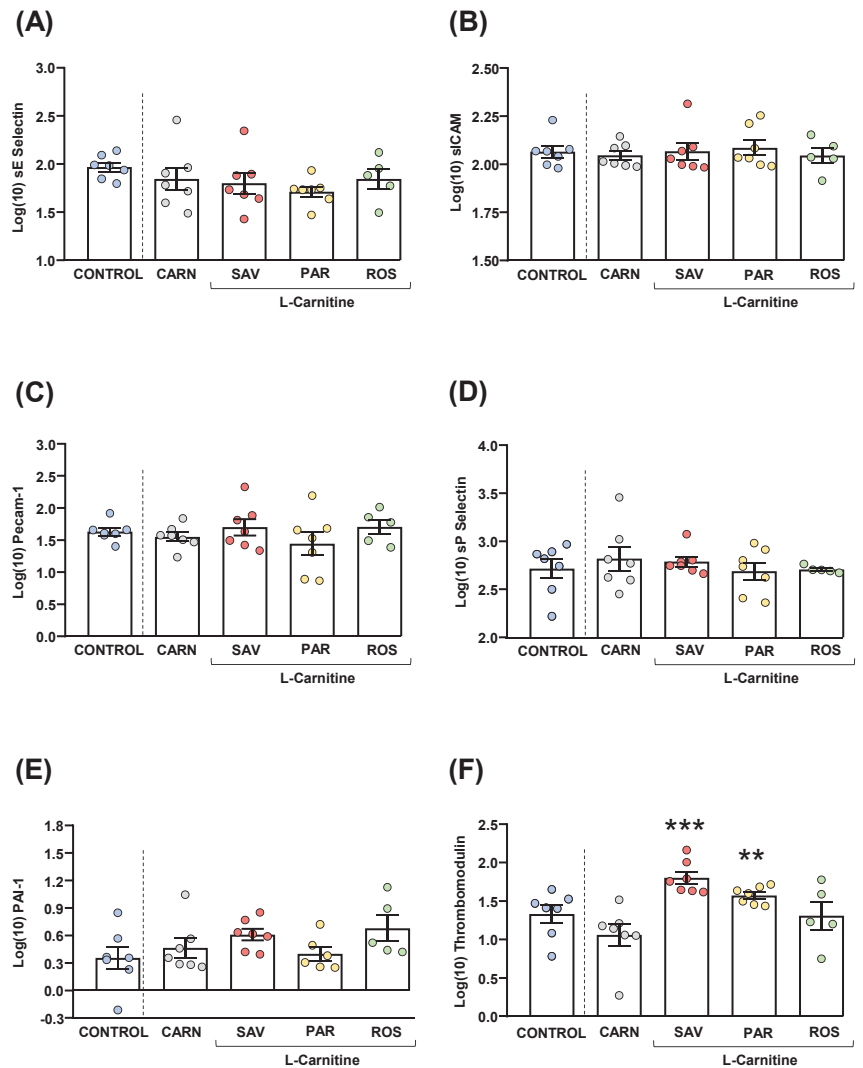 (A)
Log(10) sE Selectin
3.0
2.5
2.0
1.5
1.0
CONTROL CARN SAV PAR ROS
L-Carnitine
(B)
Log(10) sICAM
2.50
2.25
2.00
1.75
1.50
CONTROL CARN SAV PAR ROS
L-Carnitine
(C)
Log(10) Pecam-1
3.0
2.5
2.0
1.5
1.0
0.5
0.0
CONTROL CARN SAV PAR ROS
L-Carnitine
(D)
Log(10) sP Selectin
4.0
3.5
3.0
2.5
2.0
CONTROL CARN SAV PAR ROS
L-Carnitine
(E)
Log(10) PAI-1
1.8
1.5
1.2
0.9
0.6
0.3
0.0
-0.3
CONTROL CARN SAV PAR ROS
L-Carnitine
(F)
Log(10) Thrombomodulin
2.5
2.0
1.5
1.0
0.5
0.0
*** **
CONTROL CARN SAV PAR ROS
L-Carnitine